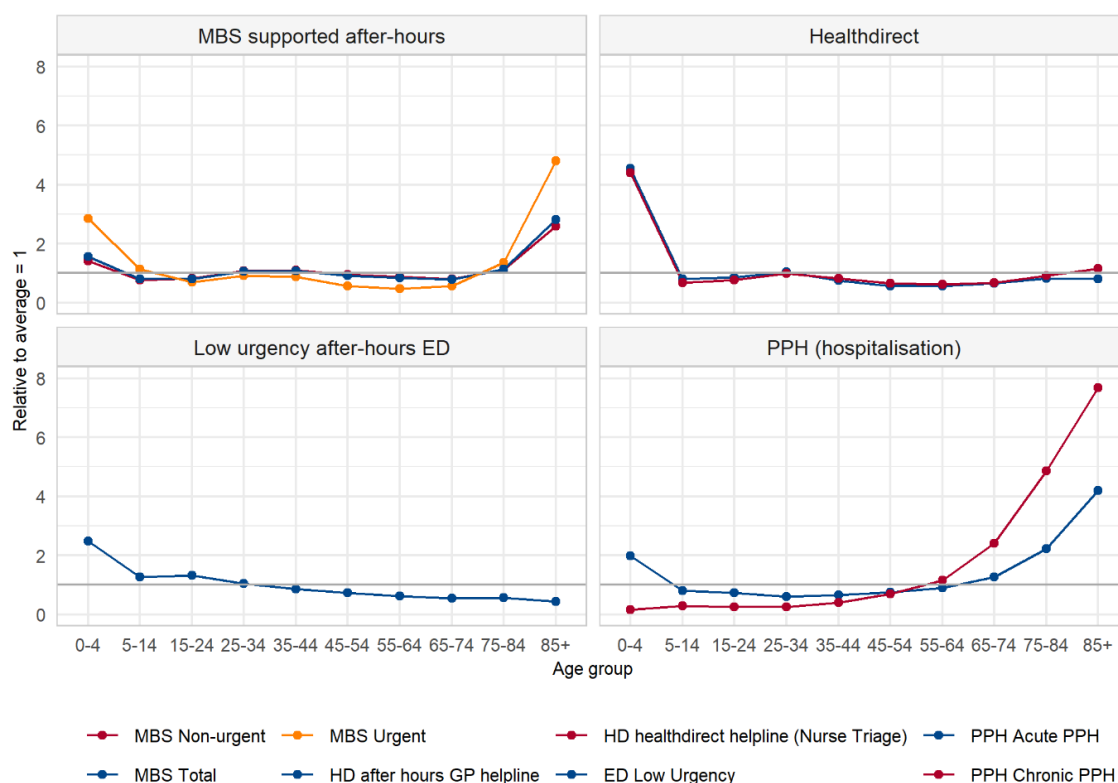 MBS supported after-hours
Healthdirect
8
6
4
2
0
Low urgency after-hours ED
PPH (hospitalisation)
8
6
4
2
0
Relative to average = 1
0-4 5-14 15-24 25-34 35-44 45-54 55-64 65-74 75-84 85+
0-4 5-14 15-24 25-34 35-44 45-54 55-64 65-74 75-84 85+
Age group
MBS Non-urgent MBS Urgent HD healthdirect helpline (Nurse Triage) PPH Acute PPH
MBS Total HD after hours GP helpline ED Low Urgency PPH Chronic PPH